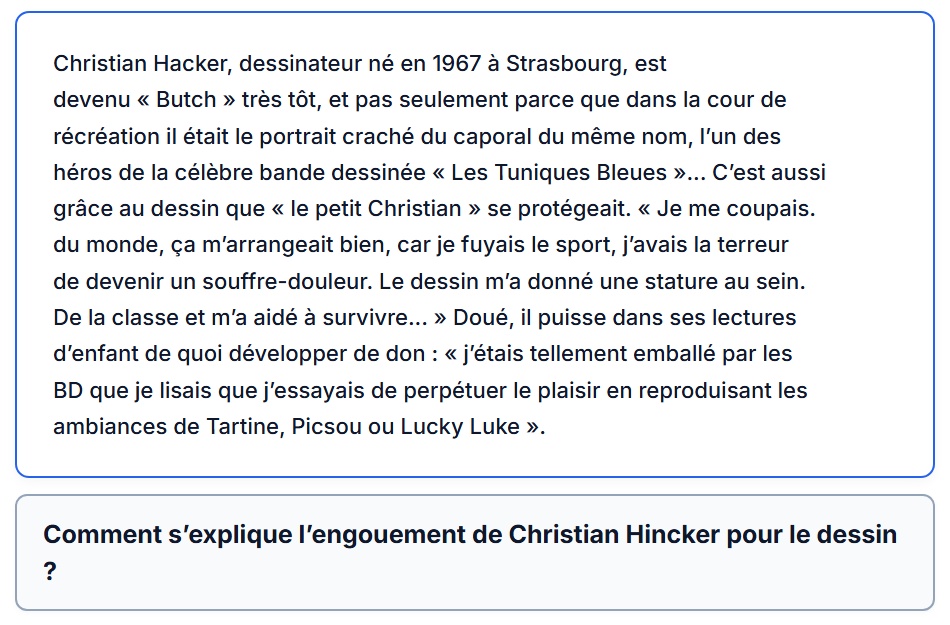 Christian Hacker, dessinateur né en 1967 à Strasbourg, est
devenu « Butch » très tôt, et pas seulement parce que dans la cour de
récréation il était le portrait craché du caporal du même nom, l’un des
héros de la célèbre bande dessinée « Les Tuniques Bleues »... C’est aussi
grâce au dessin que « le petit Christian » se protégeait. « Je me coupais.
du monde, ça m’arrangeait bien, car je fuyais le sport, j’avais la terreur
de devenir un souffre-douleur. Le dessin m’a donné une stature au sein.
De la classe et m’a aidé à survivre... » Doué, il puisse dans ses lectures
d’enfant de quoi développer de don : « j’étais tellement emballé par les
BD que je lisais que j’essayais de perpétuer le plaisir en reproduisant les
ambiances de Tartine, Picsou ou Lucky Luke ».
Comment s’explique l’engouement de Christian Hincker pour le dessin
?